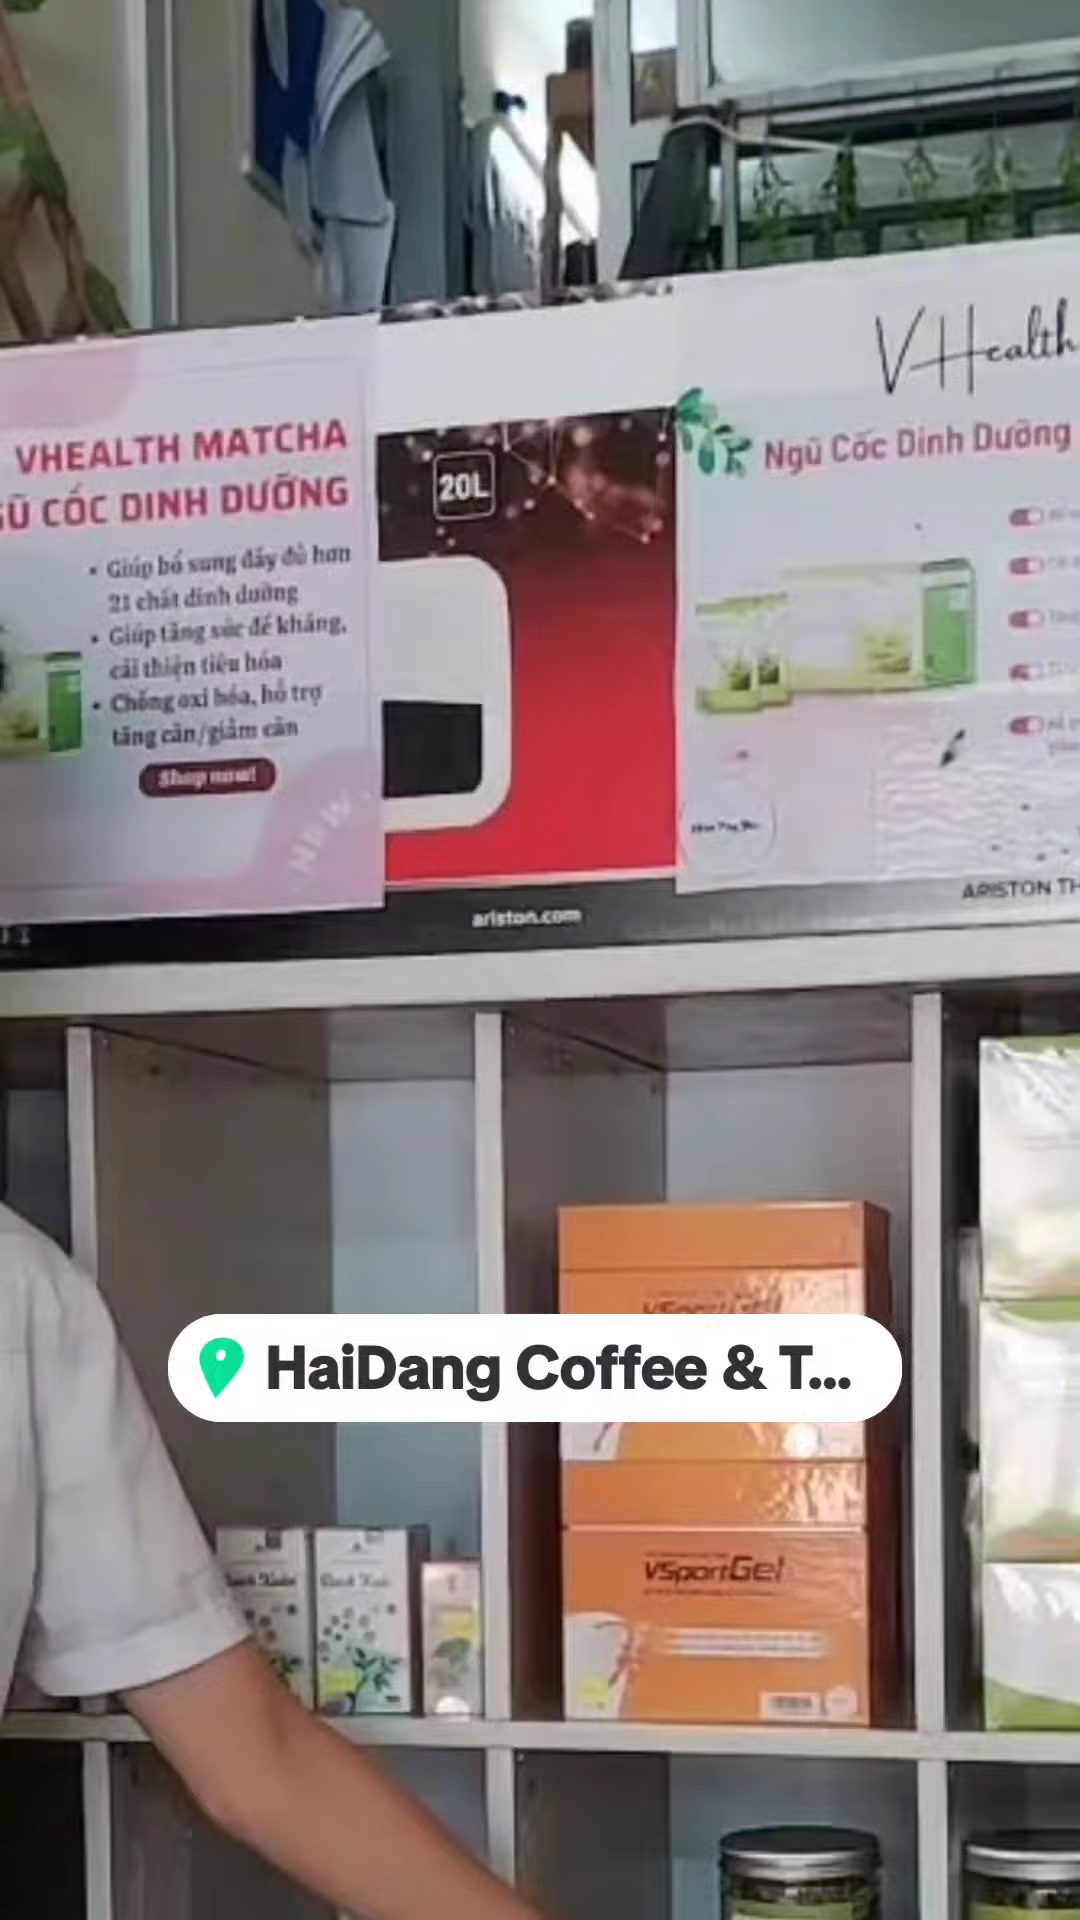 VHEALTH MATCHA
CỐC DINH DƯỠNG
• Giúp bổ sung đầy đủ hơn
21 chất dinh dưỡng
• Giúp tăng sức đề kháng,
cải thiện tiêu hóa
• Chống oxi hóa, hỗ trợ
tăng cân/giảm cân
Shop now!
NEW
20L
ariston.com
VHealth
Ngũ Cốc Dinh Dưỡng
ARISTON TH
VSportGel
HaiDang Coffee & T...
VSportGel